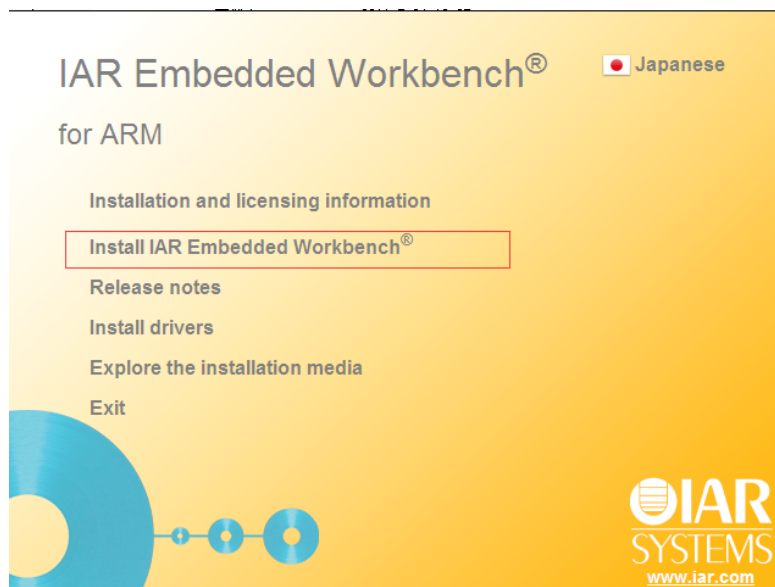 IAR Embedded Workbench®
Japanese
for ARM
Installation and licensing information
Install IAR Embedded Workbench®
Release notes
Install drivers
Explore the installation media
Exit
IAR
SYSTEMS
www.iar.com